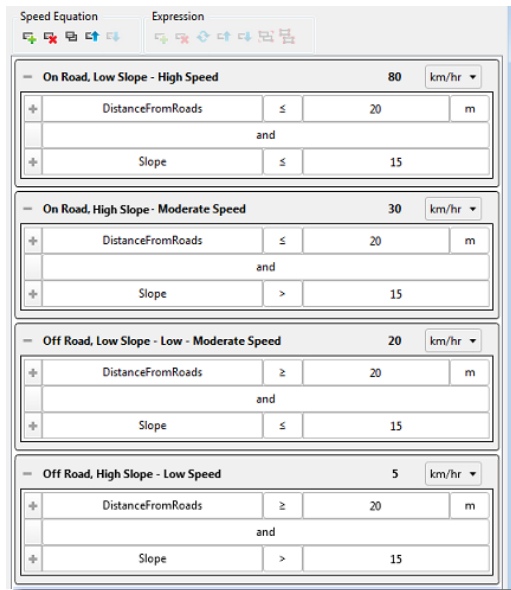 Speed Equation Expression
On Road, Low Slope - High Speed 80 km/hr
DistanceFromRoads ≤ 20 m
and
Slope ≤ 15
On Road, High Slope - Moderate Speed 30 km/hr
DistanceFromRoads ≤ 20 m
and
Slope > 15
Off Road, Low Slope - Low - Moderate Speed 20 km/hr
DistanceFromRoads ≥ 20 m
and
Slope ≤ 15
Off Road, High Slope - Low Speed 5 km/hr
DistanceFromRoads ≥ 20 m
and
Slope > 15